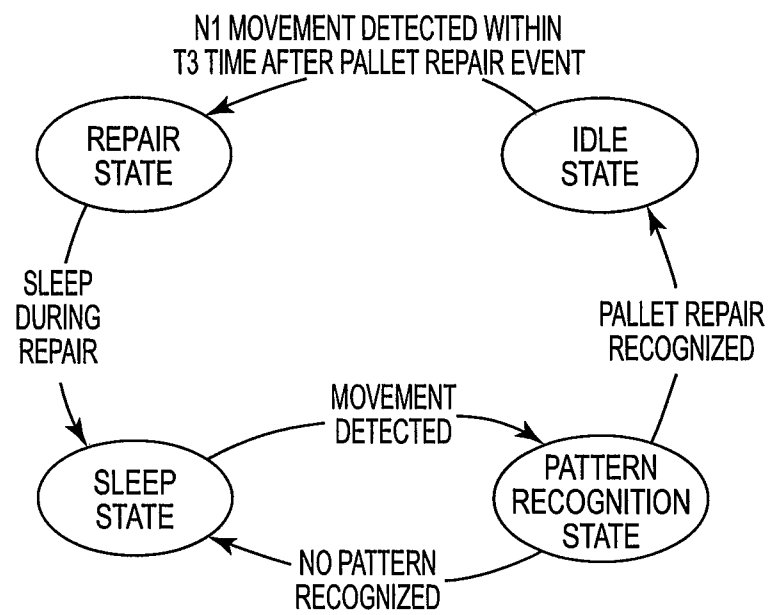 N1 MOVEMENT DETECTED WITHIN
T3 TIME AFTER PALLET REPAIR EVENT
REPAIR
STATE
IDLE
STATE
SLEEP
DURING
REPAIR
PALLET REPAIR
RECOGNIZED
MOVEMENT
DETECTED
SLEEP
STATE
PATTERN
RECOGNITION
STATE
NO PATTERN
RECOGNIZED